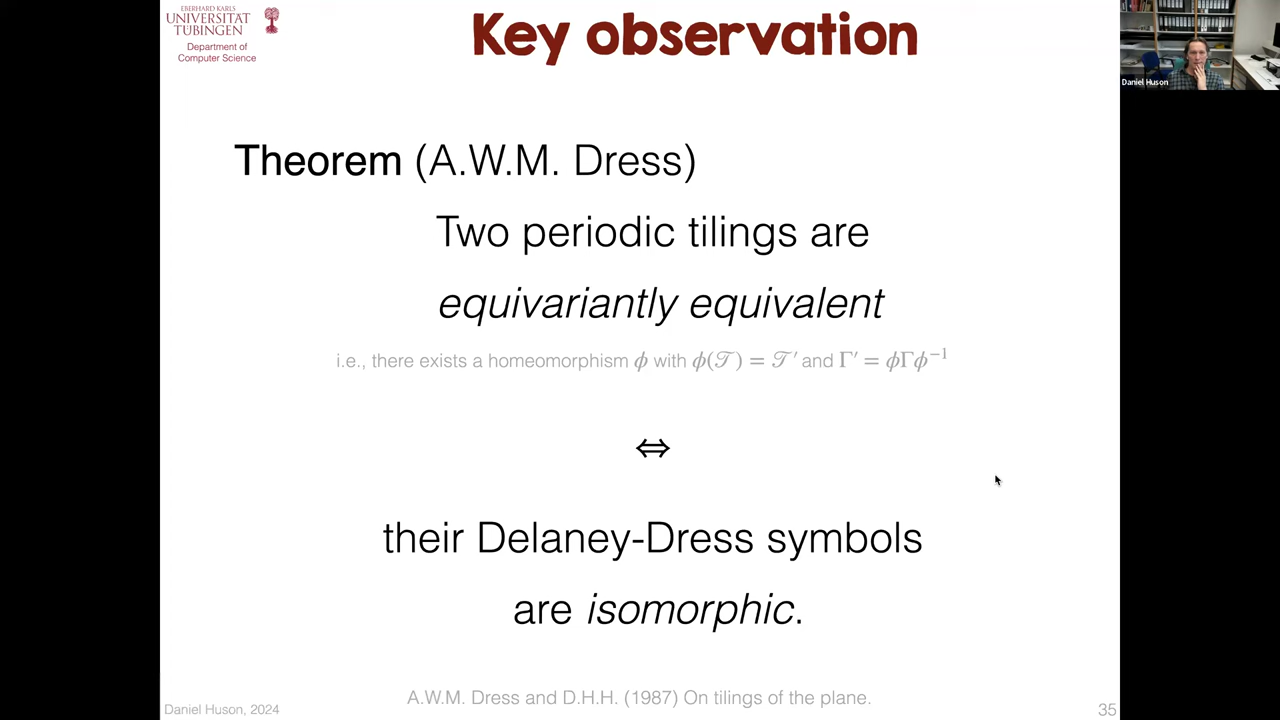 EBERHARD KARLS
UNIVERSITÄT
TÜBINGEN
Department of
Computer Science
Key observation
Daniel Huson
Theorem (A.W.M. Dress)
Two periodic tilings are
equivariantly equivalent
i.e., there exists a homeomorphism ϕ with ϕ(𝒯) = 𝒯′ and Γ′ = ϕΓϕ⁻¹
⇔
their Delaney-Dress symbols
are isomorphic.
A.W.M. Dress and D.H.H. (1987) On tilings of the plane.
Daniel Huson, 2024
35